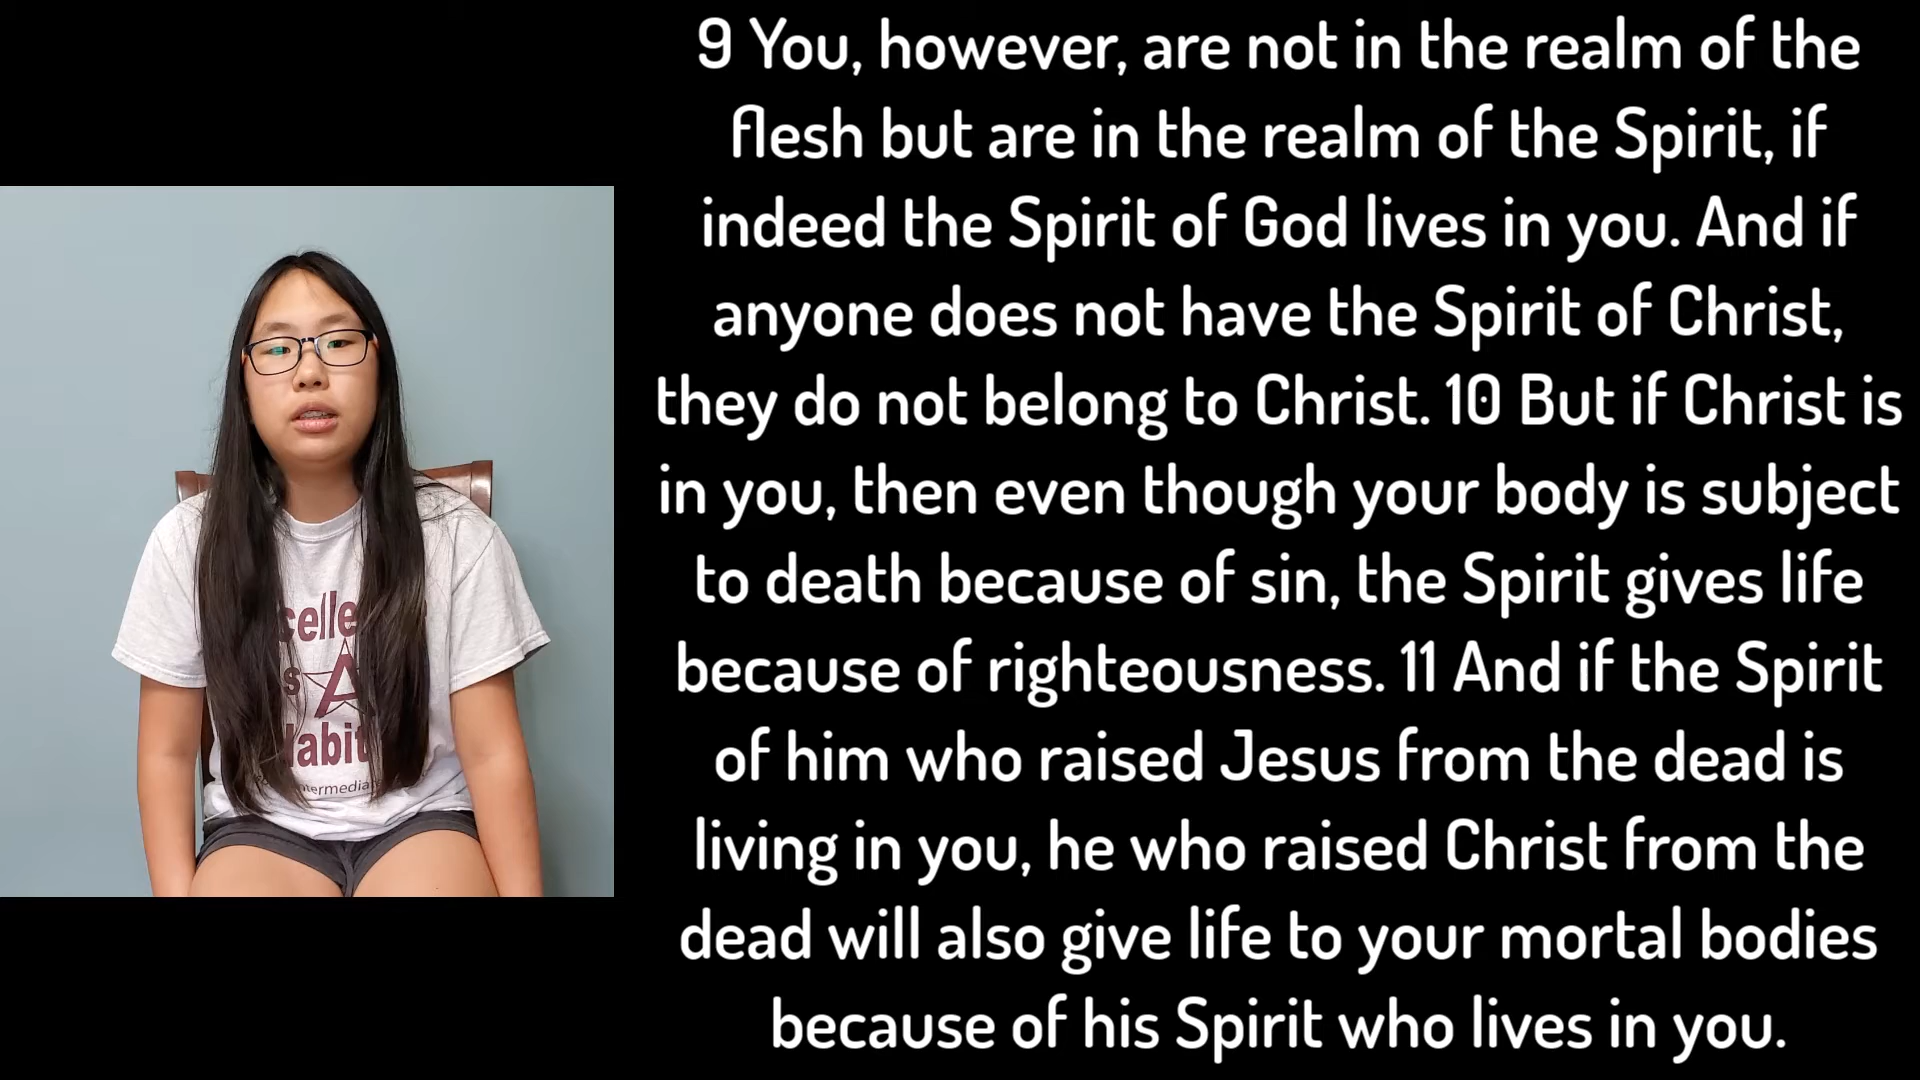 9 You, however, are not in the realm of the
flesh but are in the realm of the Spirit, if
indeed the Spirit of God lives in you. And if
anyone does not have the Spirit of Christ,
they do not belong to Christ. 10 But if Christ is
in you, then even though your body is subject
to death because of sin, the Spirit gives life
because of righteousness. 11 And if the Spirit
of him who raised Jesus from the dead is
living in you, he who raised Christ from the
dead will also give life to your mortal bodies
because of his Spirit who lives in you.